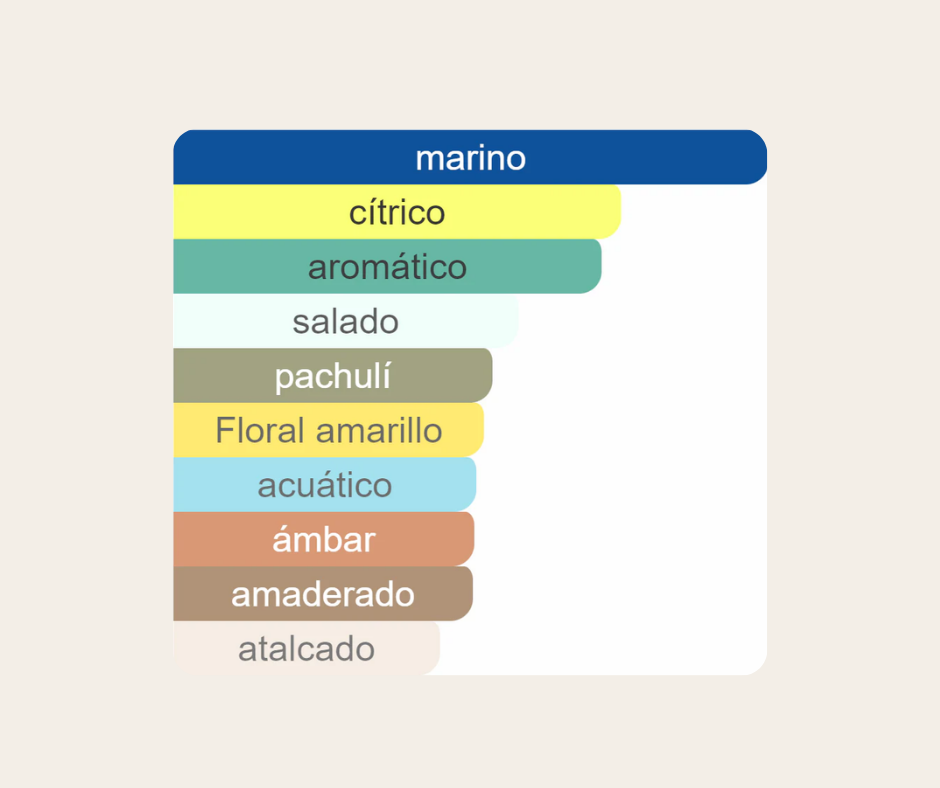 marino
cítrico
aromático
salado
pachulí
Floral amarillo
acuático
ámbar
amaderado
atalcado